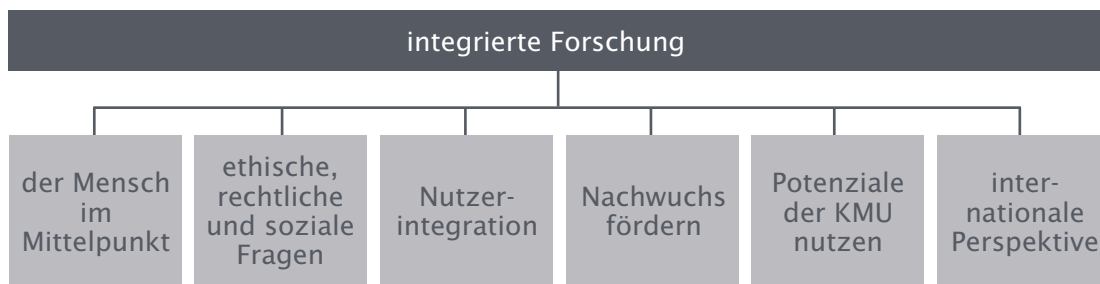 integrierte Forschung
der Mensch
im
Mittelpunkt
ethische,
rechtliche
und soziale
Fragen
Nutzer-
integration
Nachwuchs
fördern
Potenziale
der KMU
nutzen
inter-
nationale
Perspektive